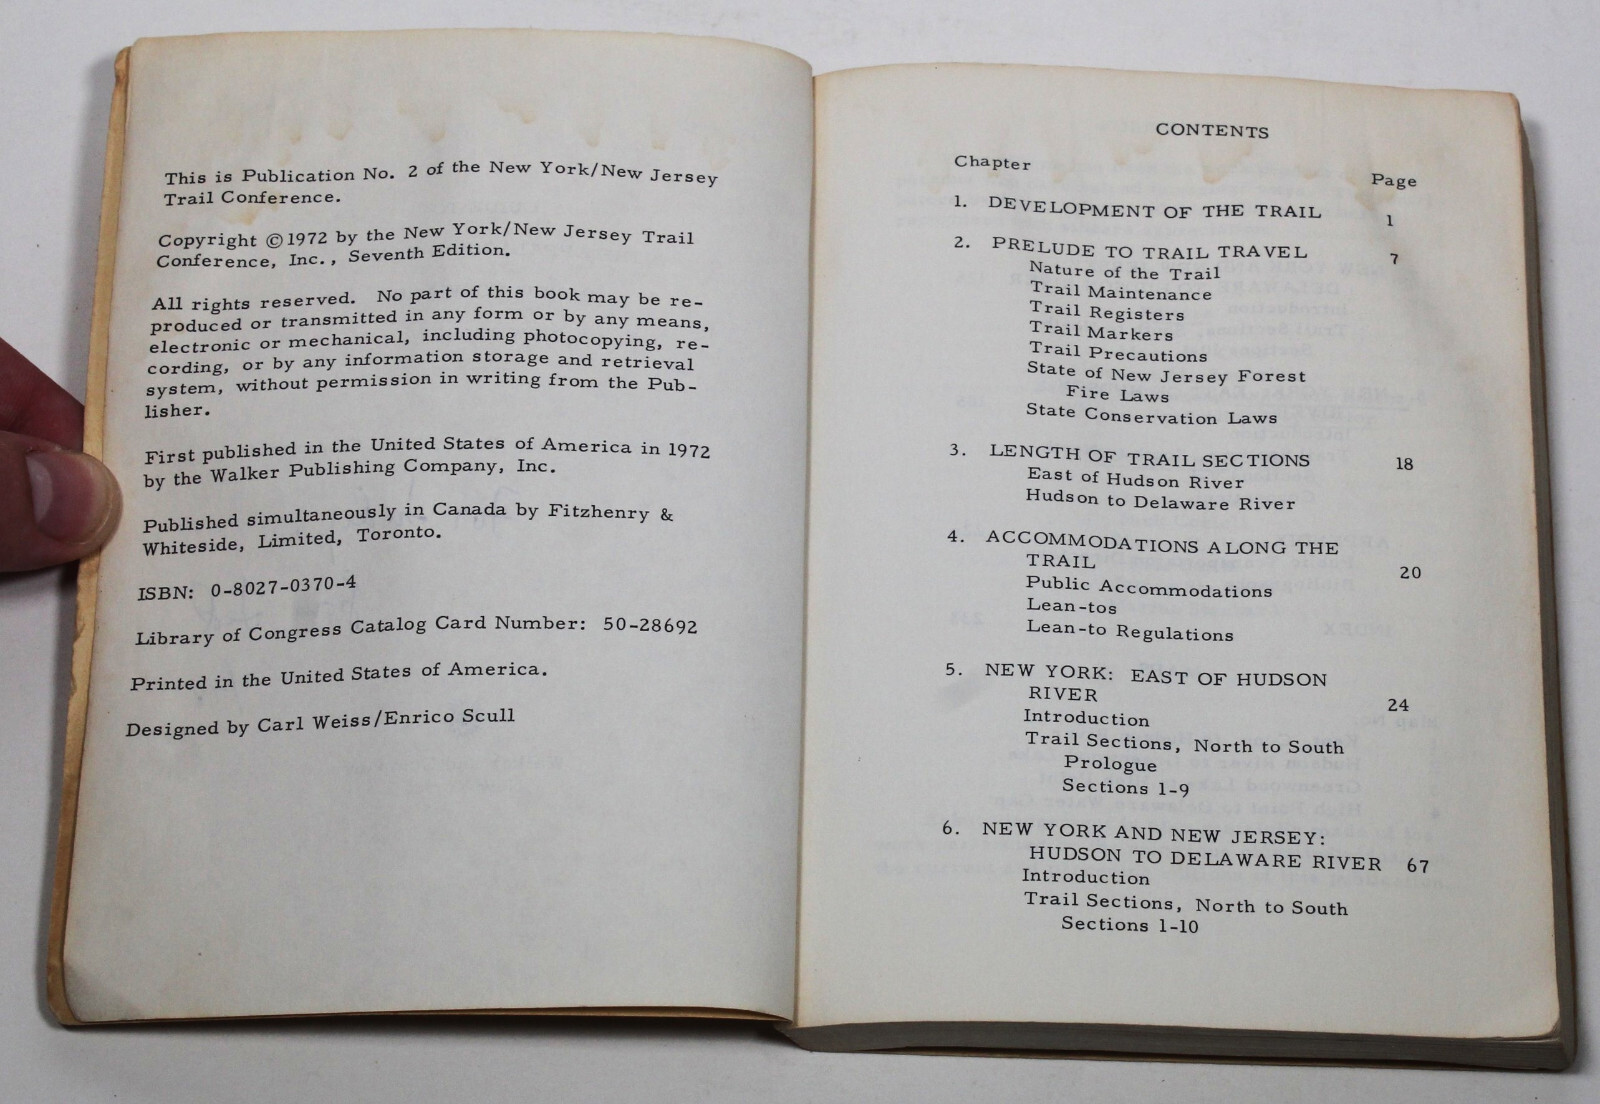 This is Publication No. 2 of the New York/New Jersey
Trail Conference.
Copyright ©1972 by the New York/New Jersey Trail
Conference, Inc., Seventh Edition.
All rights reserved. No part of this book may be re-
produced or transmitted in any form or by any means,
electronic or mechanical, including photocopying, re-
cording, or by any information storage and retrieval
system, without permission in writing from the Pub-
lisher.
First published in the United States of America in 1972
by the Walker Publishing Company, Inc.
Published simultaneously in Canada by Fitzhenry &
Whiteside, Limited, Toronto.
ISBN: 0-8027-0370-4
Library of Congress Catalog Card Number: 50-28692
Printed in the United States of America.
Designed by Carl Weiss/Enrico Scull
CONTENTS
Chapter Page
1. DEVELOPMENT OF THE TRAIL 1
2. PRELUDE TO TRAIL TRAVEL 7
Nature of the Trail
Trail Maintenance
Trail Registers
Trail Markers
Trail Precautions
State of New Jersey Forest
Fire Laws
State Conservation Laws
3. LENGTH OF TRAIL SECTIONS 18
East of Hudson River
Hudson to Delaware River
4. ACCOMMODATIONS ALONG THE
TRAIL 20
Public Accommodations
Lean-tos
Lean-to Regulations
5. NEW YORK: EAST OF HUDSON
RIVER 24
Introduction
Trail Sections, North to South
Prologue
Sections 1-9
6. NEW YORK AND NEW JERSEY:
HUDSON TO DELAWARE RIVER 67
Introduction
Trail Sections, North to South
Sections 1-10